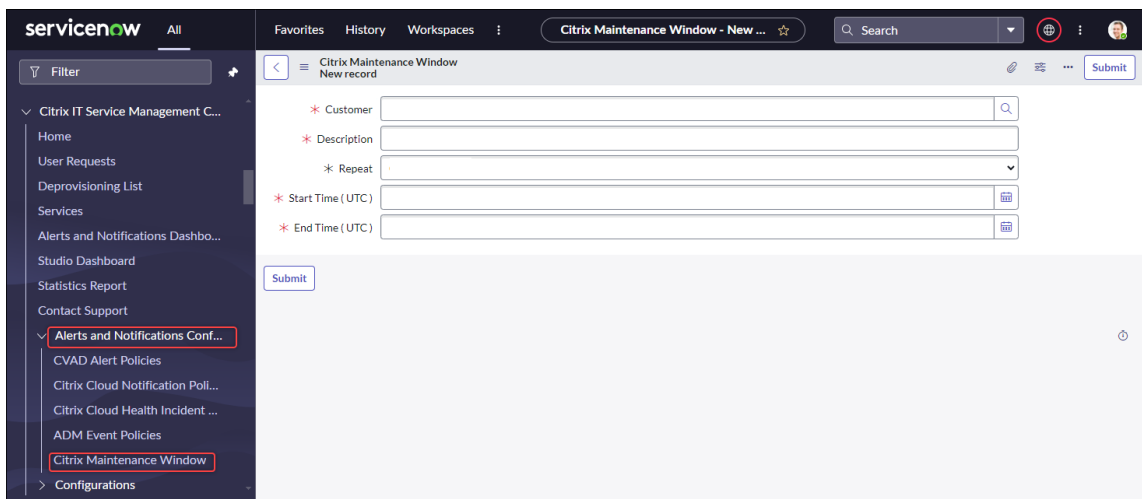 servicenow All Favorites History Workspaces Citrix Maintenance Window - New ... Search
Filter
Citrix Maintenance Window
New record
Submit
Citrix IT Service Management C...
Home
User Requests
Deprovisioning List
Services
Alerts and Notifications Dashbo...
Studio Dashboard
Statistics Report
Contact Support
Alerts and Notifications Conf...
CVAD Alert Policies
Citrix Cloud Notification Poli...
Citrix Cloud Health Incident ...
ADM Event Policies
Citrix Maintenance Window
Configurations
Customer
Description
Repeat
Start Time ( UTC )
End Time ( UTC )
Submit